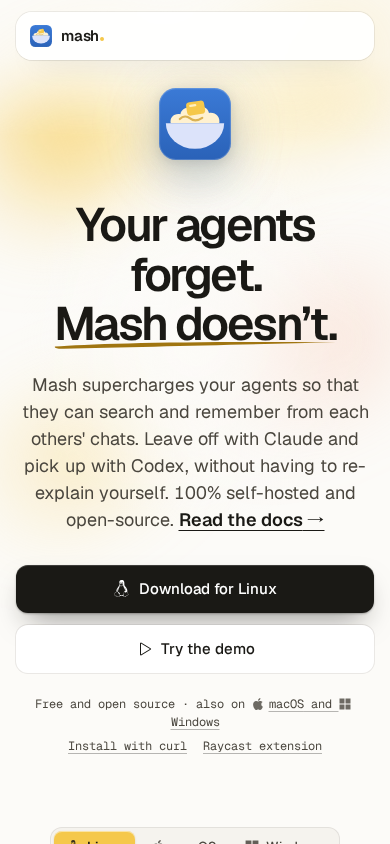 mash.
Your agents
forget.
Mash doesn’t.
Mash supercharges your agents so that
they can search and remember from each
others' chats. Leave off with Claude and
pick up with Codex, without having to re-
explain yourself. 100% self-hosted and
open-source. Read the docs →
Download for Linux
Try the demo
Free and open source · also on macOS and
Windows
Install with curl Raycast extension